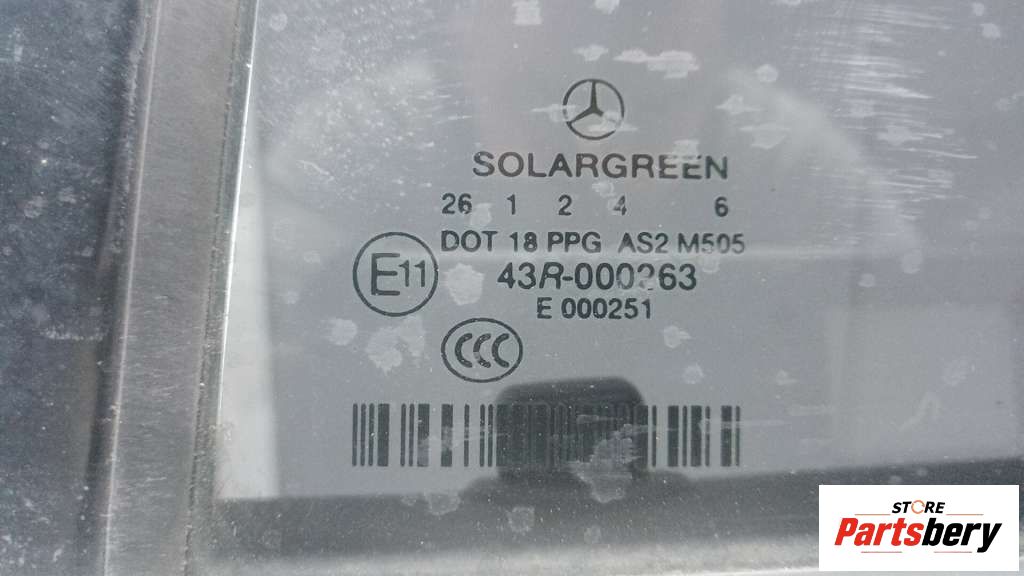 SOLARGREEN
26 1 2 4 6
DOT 18 PPG AS2 M505
E11
43R-000263
E 000251
CCC
STORE
Partsbery